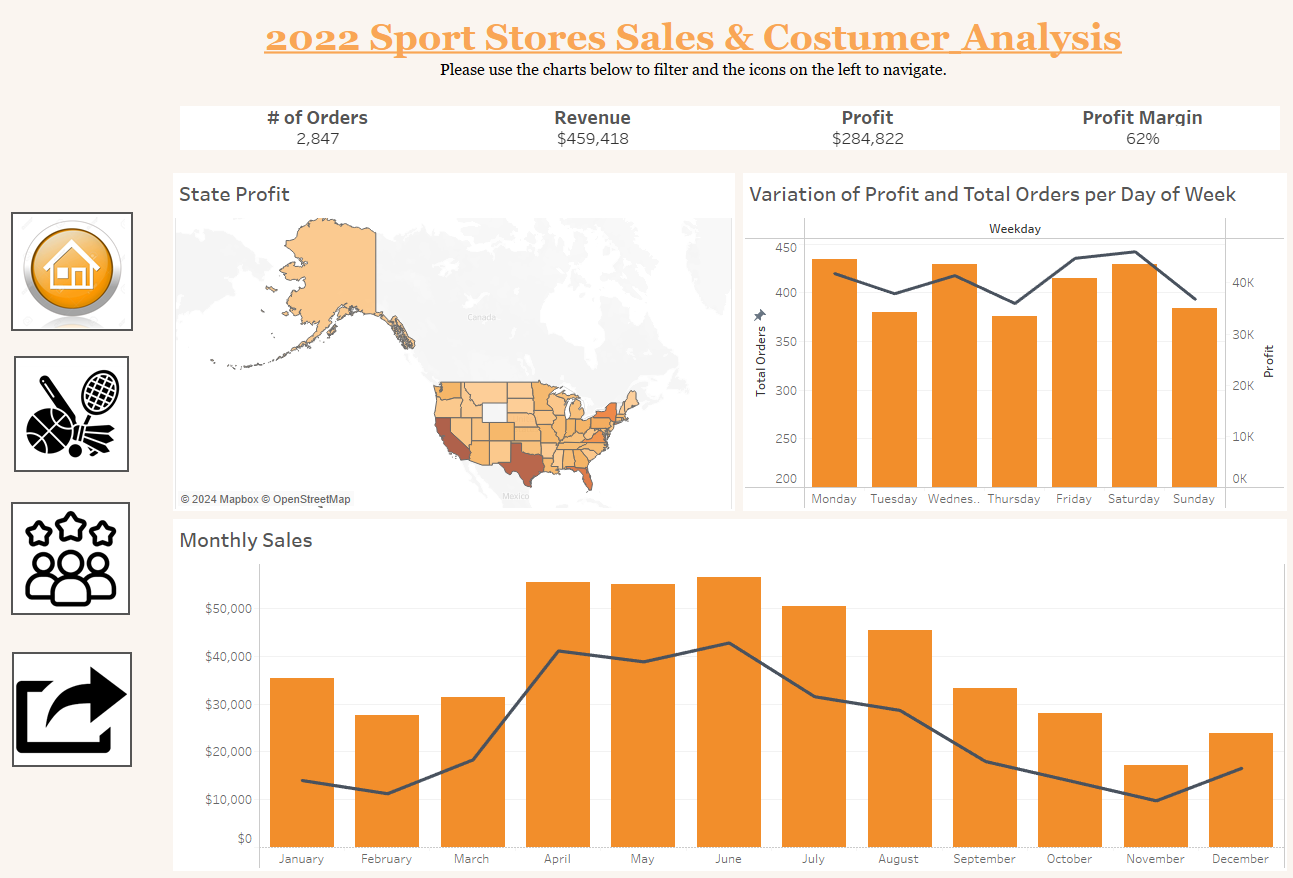 2022 Sport Stores Sales & Costumer Analysis
Please use the charts below to filter and the icons on the left to navigate.
# of Orders Revenue Profit Profit Margin
2,847 $459,418 $284,822 62%
State Profit
Canada
Mexico
© 2024 Mapbox © OpenStreetMap
Variation of Profit and Total Orders per Day of Week
Weekday
Total Orders
450
400
350
300
250
200
40K
30K
20K
10K
0K
Profit
Monday Tuesday Wednes.. Thursday Friday Saturday Sunday
Monthly Sales
$50,000
$40,000
$30,000
$20,000
$10,000
$0
January February March April May June July August September October November December